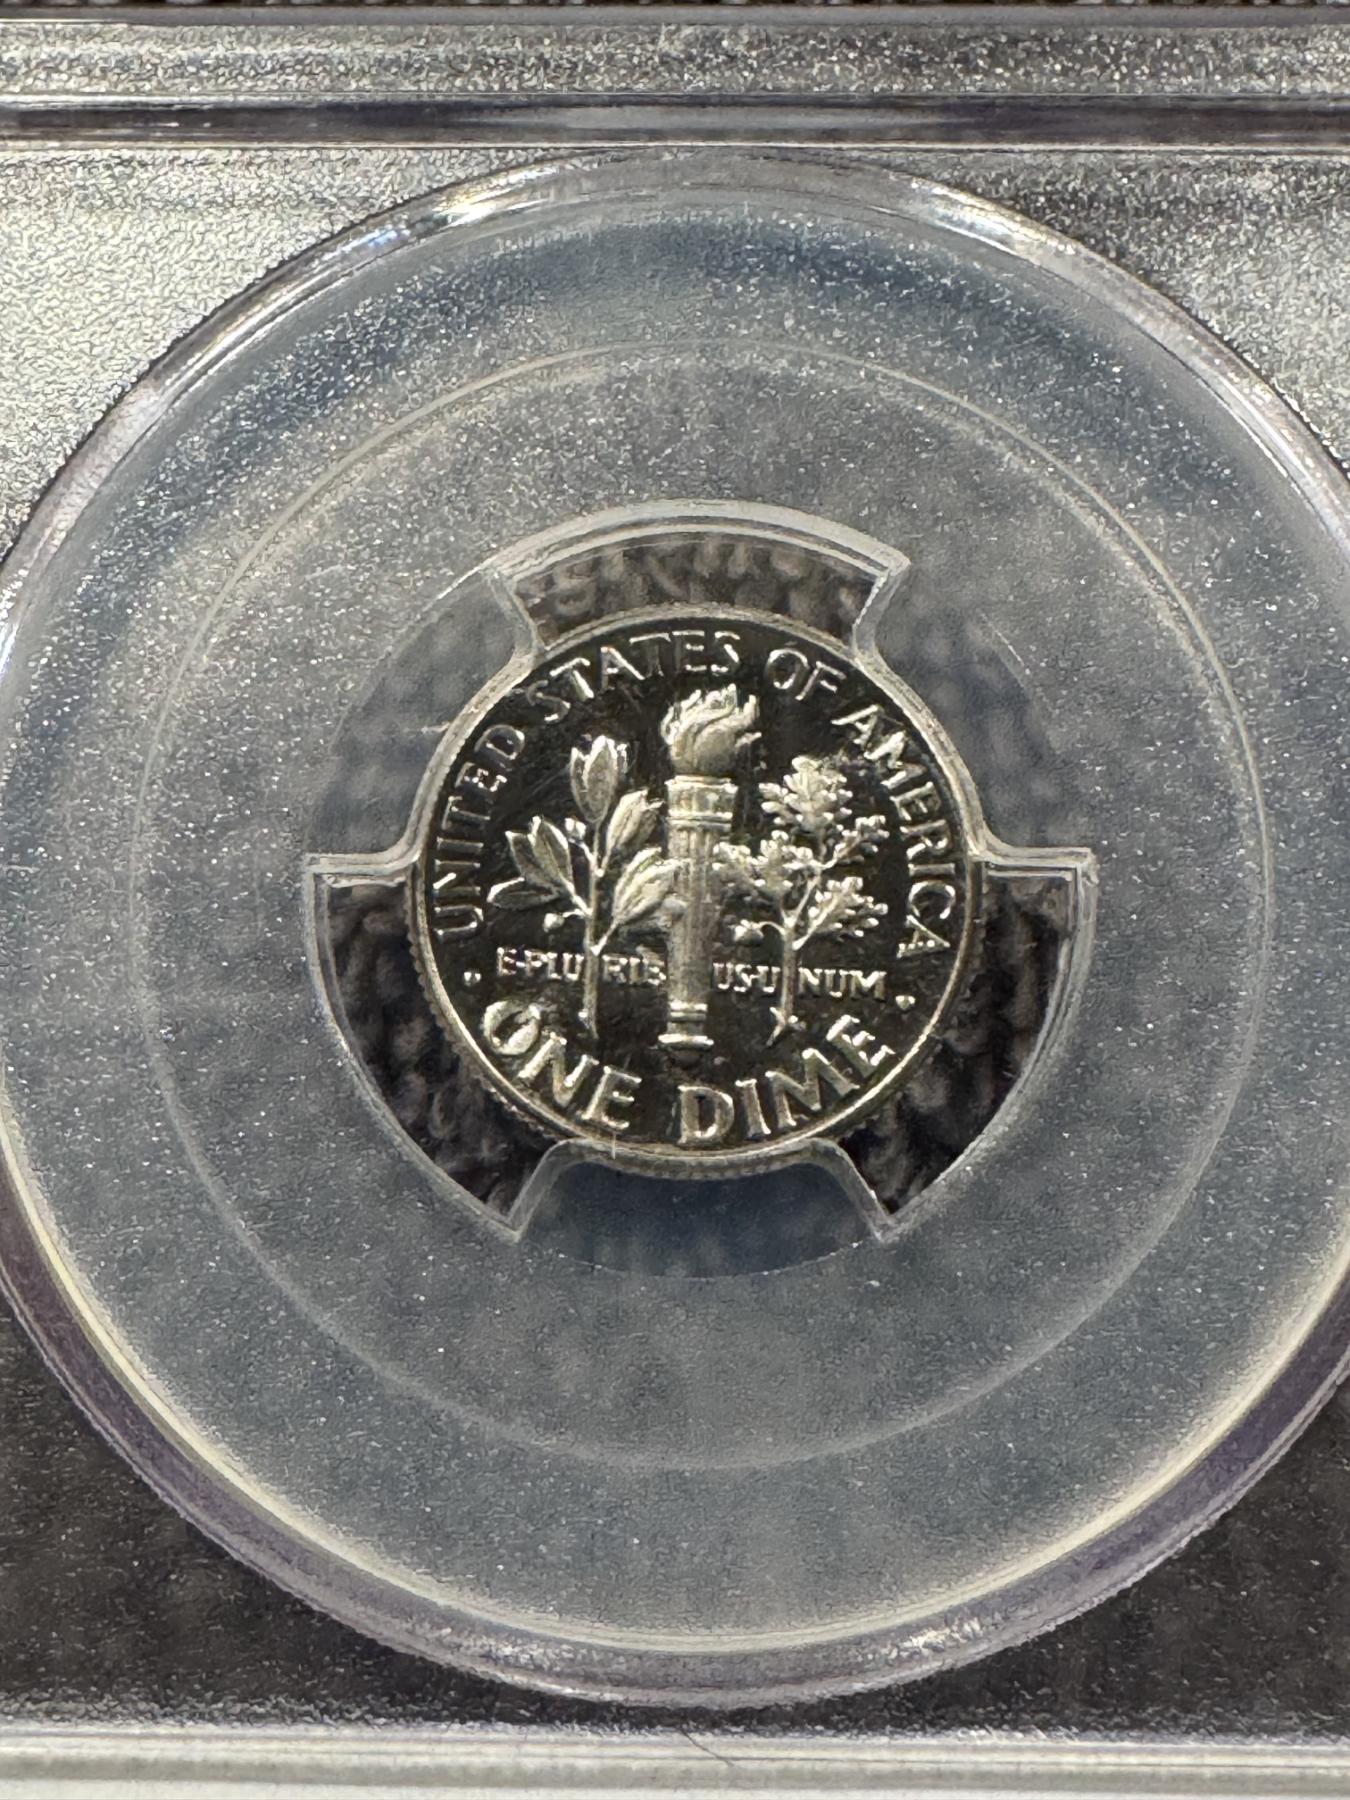 UNITED STATES OF AMERICA
E·PLURIBUS·UNUM
ONE DIME